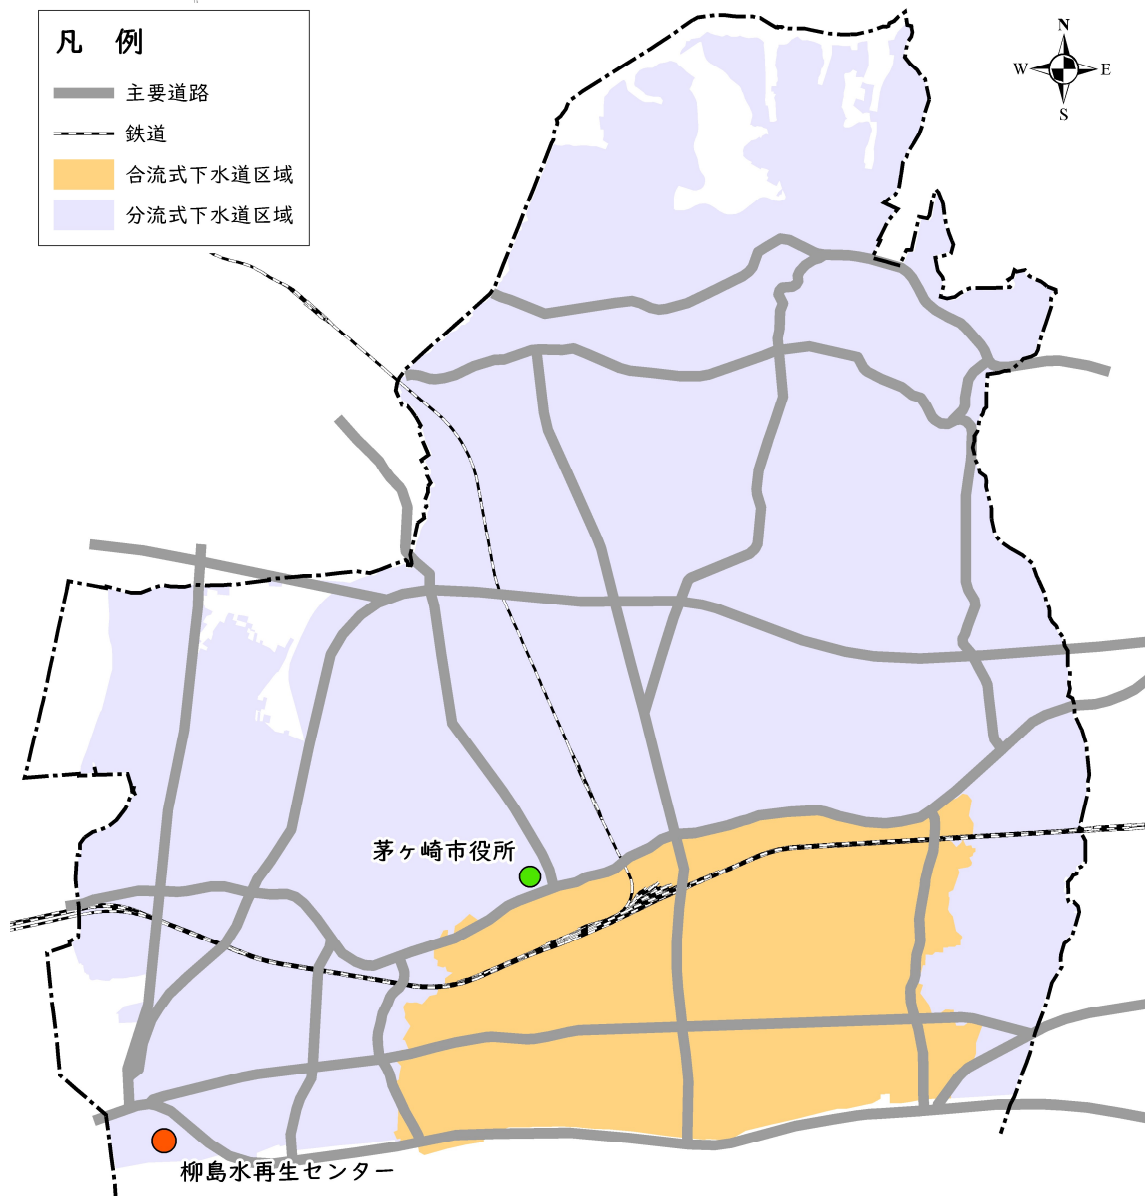 凡 例
主要道路
鉄道
合流式下水道区域
分流式下水道区域
N
W E
S
茅ヶ崎市役所
柳島水再生センター